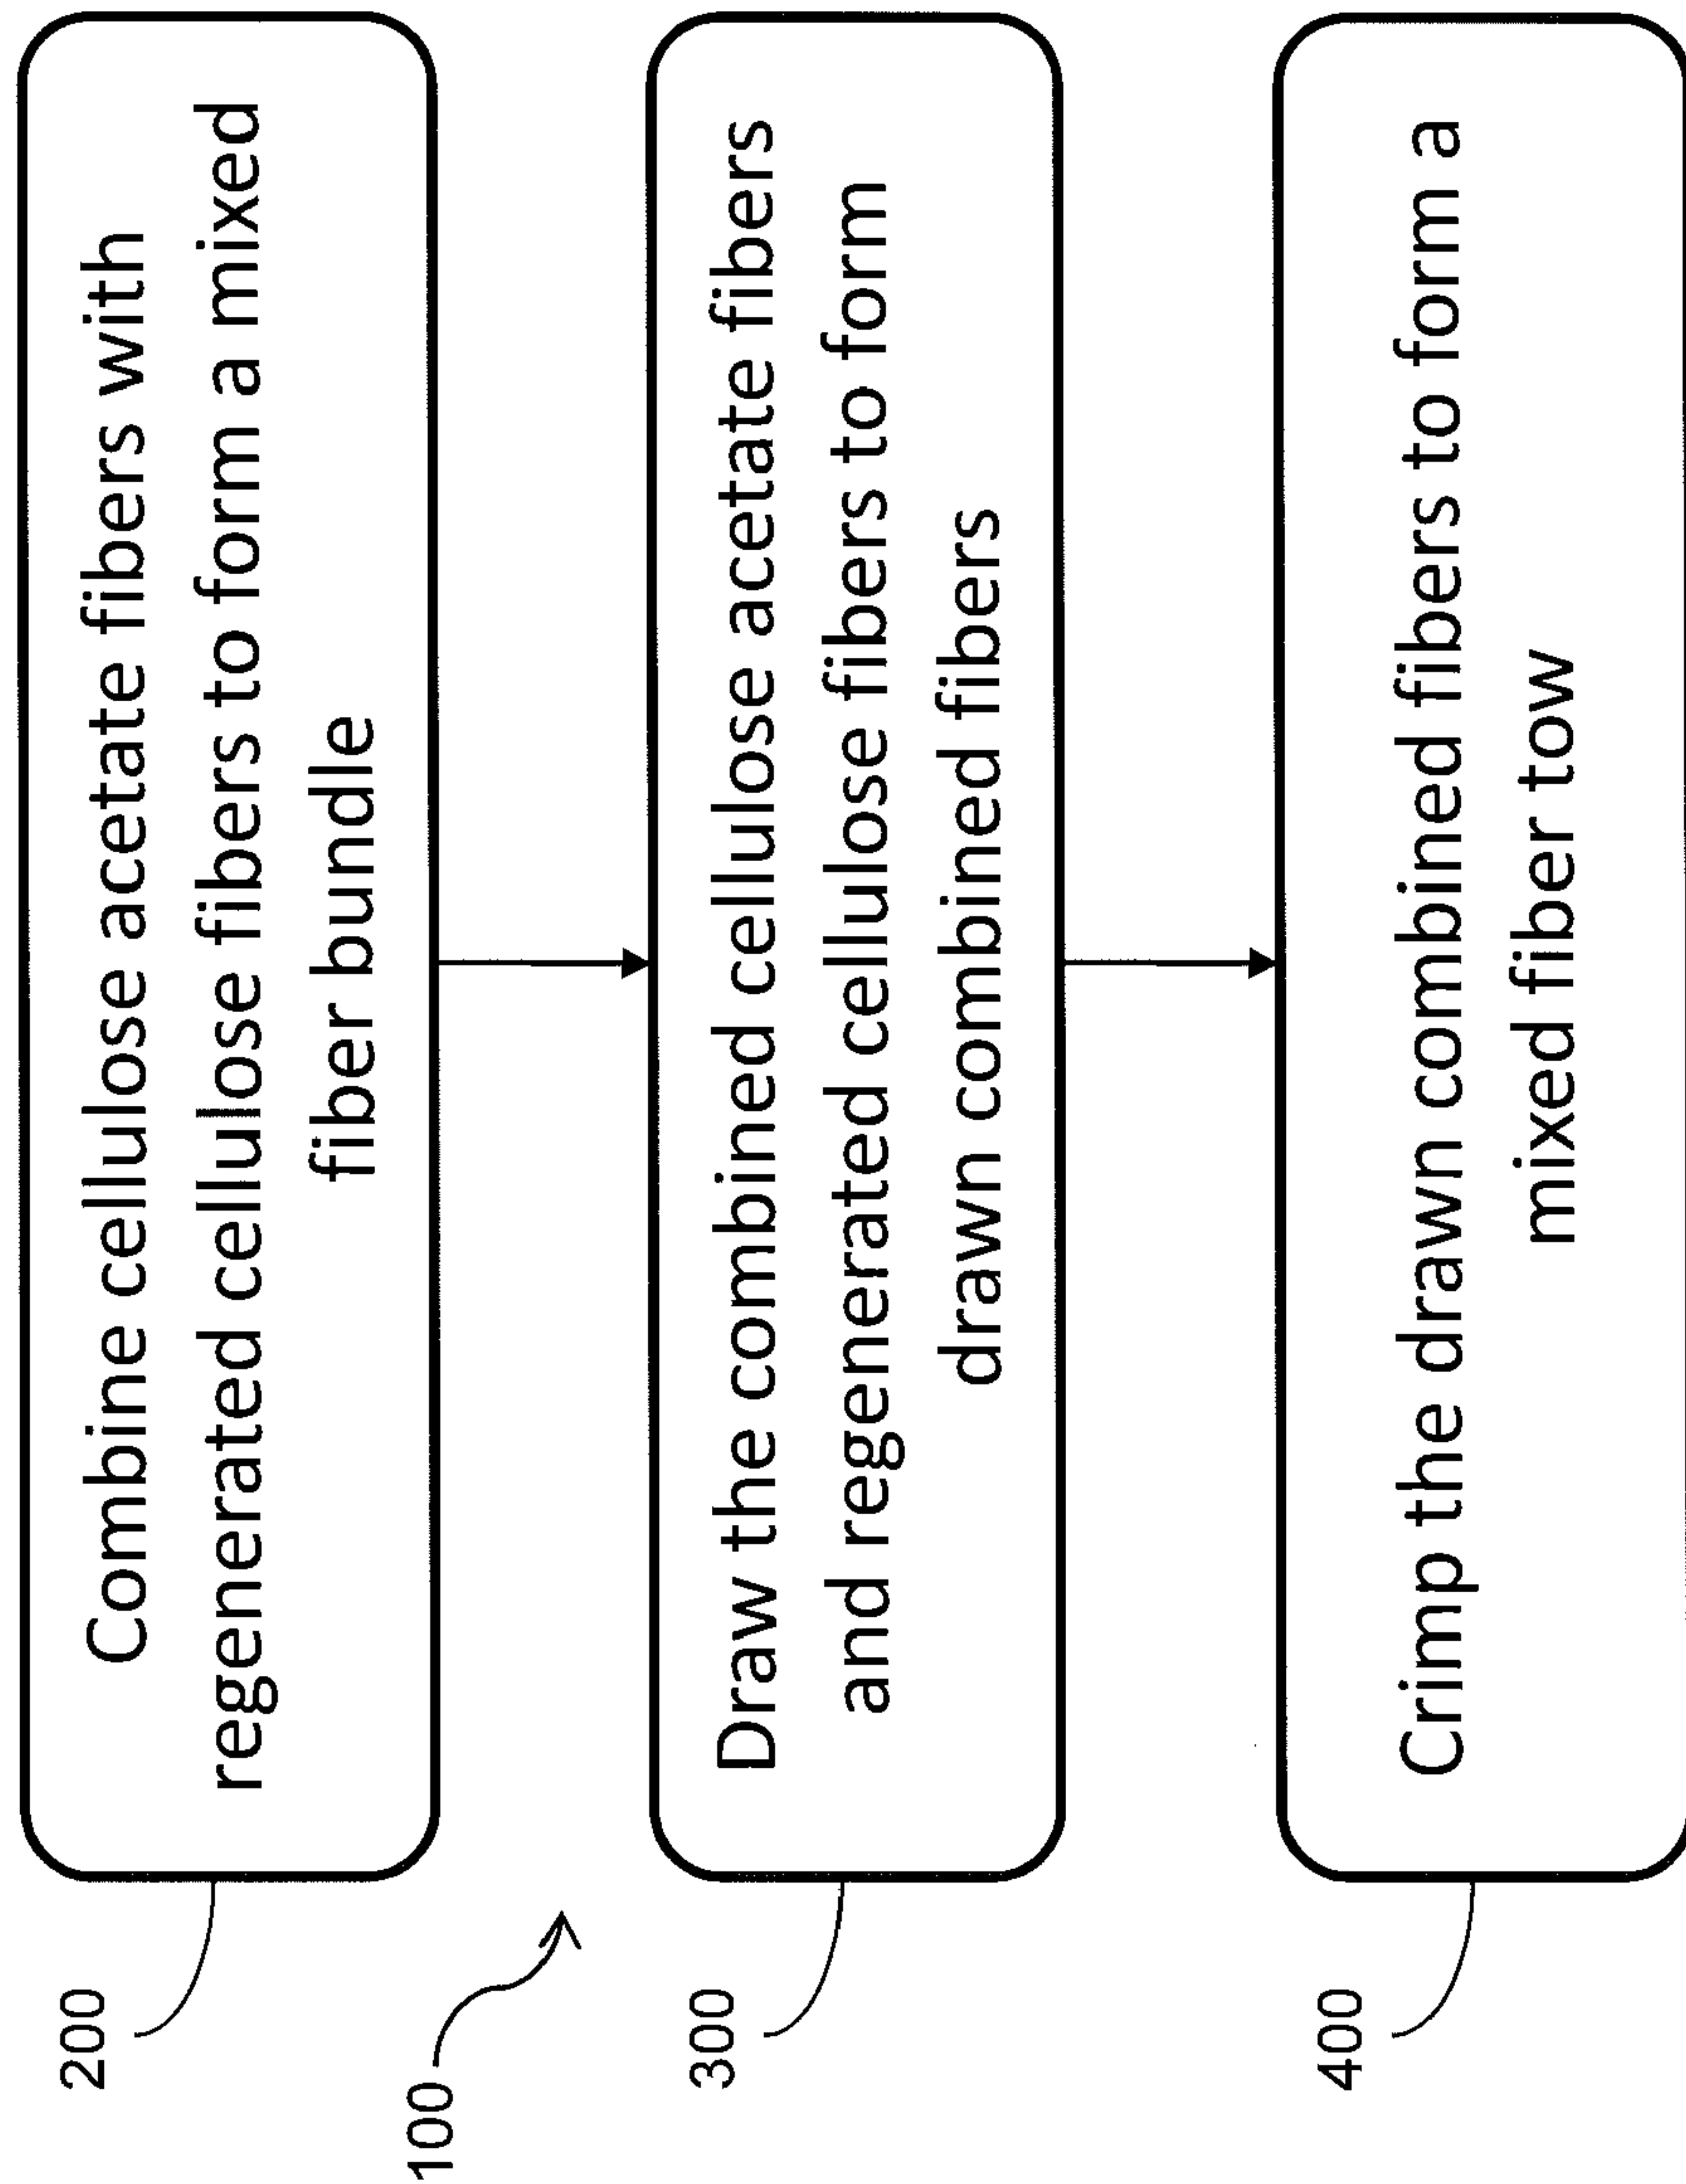 200
Combine cellulose acetate fibers with
regenerated cellulose fibers to form a mixed
fiber bundle
100
300
Draw the combined cellulose acetate fibers
and regenerated cellulose fibers to form
drawn combined fibers
400
Crimp the drawn combined fibers to form a
mixed fiber tow